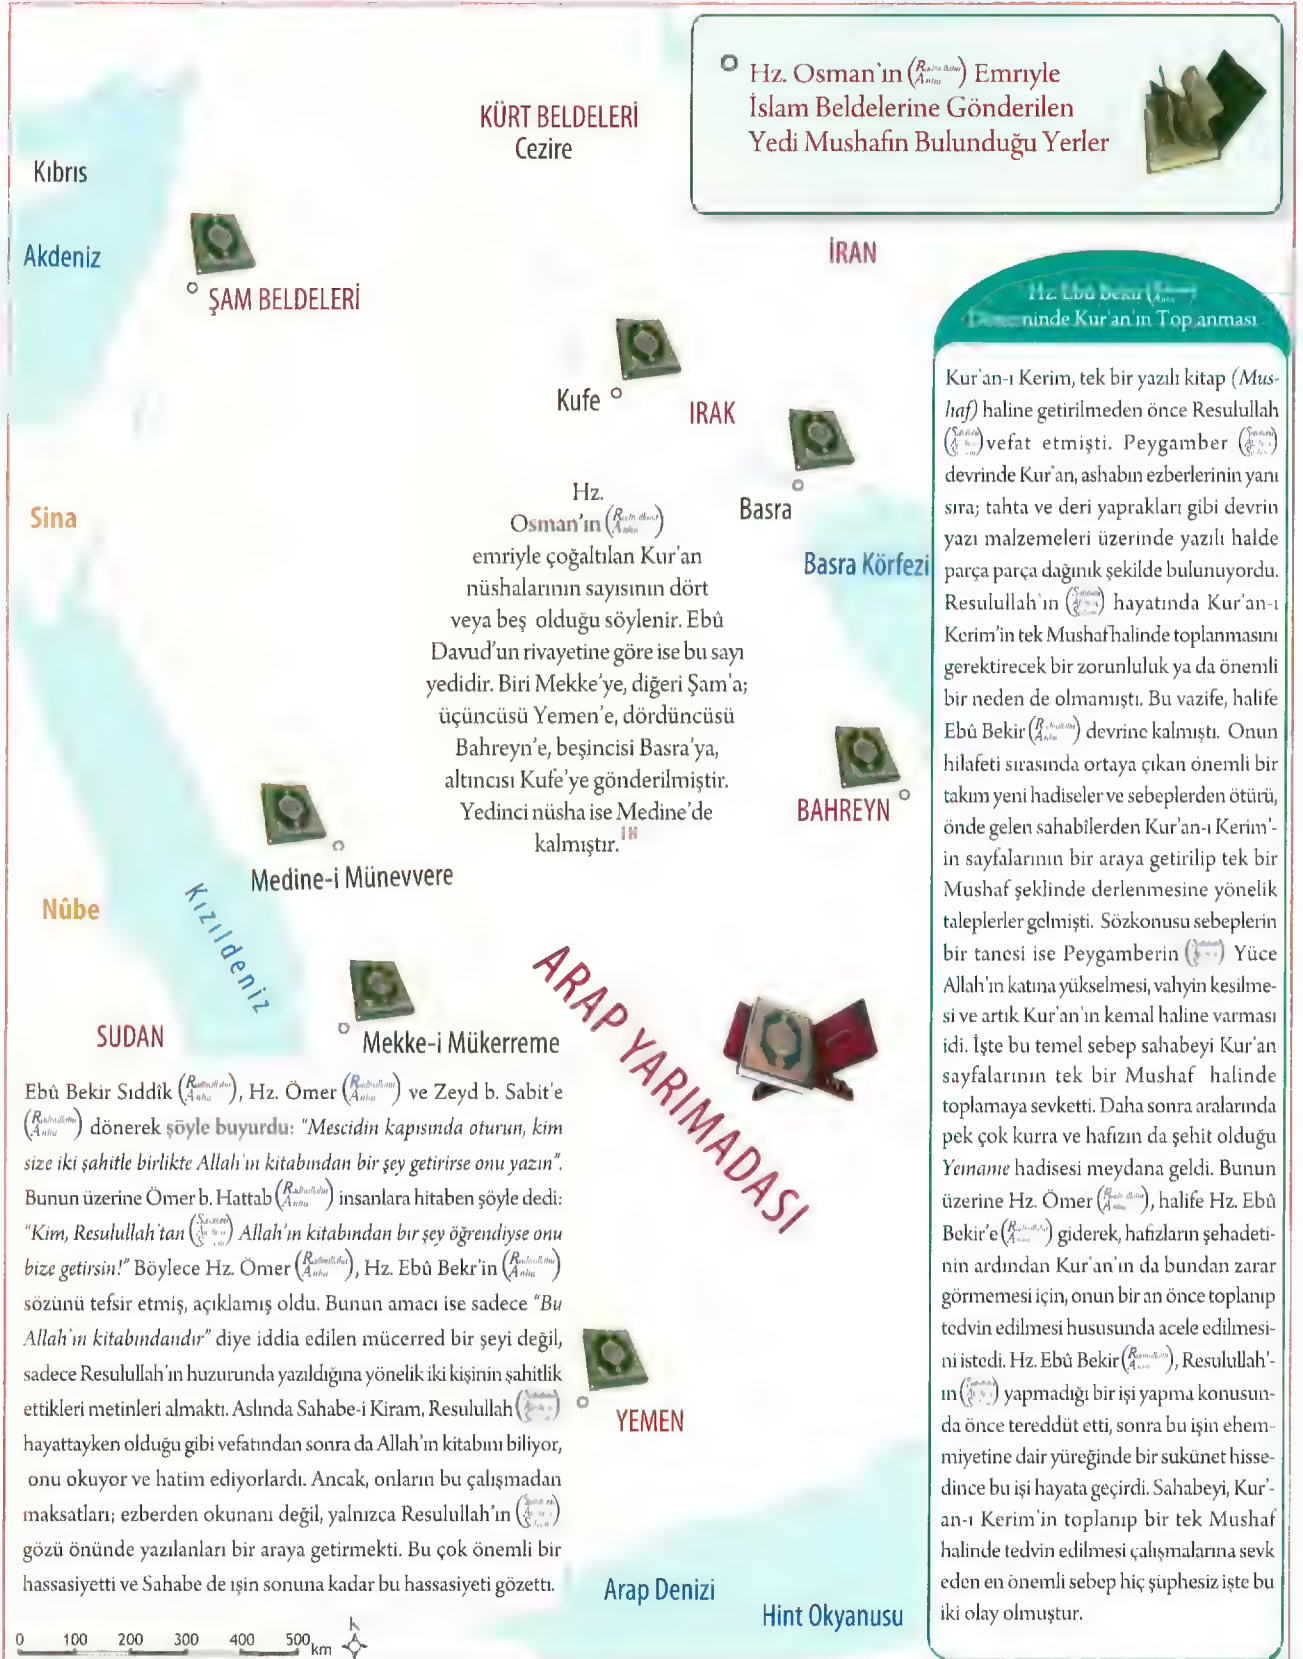 Hz. Osman'ın Emriyle
İslam Beldelerine Gönderilen
Yedi Mushafın Bulunduğu Yerler
KÜRT BELDELERİ
Cezire
Kıbrıs
Akdeniz
ŞAM BELDELERİ
İRAN
Kufe
IRAK
Basra
Basra Körfezi
Sina
Hz.
Osman'ın
emriyle çoğaltılan Kur'an
nüshalarının sayısının dört
veya beş olduğu söylenir. Ebû
Davud'un rivayetine göre ise bu sayı
yedidir. Biri Mekke'ye, diğeri Şam'a;
üçüncüsü Yemen'e, dördüncüsü
Bahreyn'e, beşincisi Basra'ya,
altıncısı Kufe'ye gönderilmiştir.
Yedinci nüsha ise Medine'de
kalmıştır.
BAHREYN
Medine-i Münevvere
Nûbe
Kızıldeniz
SUDAN
Mekke-i Mükerreme
ARAP YARIMADASI
Ebû Bekir Sıddîk, Hz. Ömer ve Zeyd b. Sabit'e
dönerek şöyle buyurdu: "Mescidin kapısında oturun, kim
size iki şahitle birlikte Allah'ın kitabından bir şey getirirse onu yazın".
Bunun üzerine Ömer b. Hattab insanlara hitaben şöyle dedi:
"Kim, Resulullah'tan Allah'ın kitabından bir şey öğrendiyse onu
bize getirsin!" Böylece Hz. Ömer, Hz. Ebû Bekr'in
sözünü tefsir etmiş, açıklamış oldu. Bunun amacı ise sadece "Bu
Allah'ın kitabındandır" diye iddia edilen mücerred bir şeyi değil,
sadece Resulullah'ın huzurunda yazıldığına yönelik iki kişinin şahitlik
ettikleri metinleri almaktı. Aslında Sahabe-i Kiram, Resulullah
hayattayken olduğu gibi vefatından sonra da Allah'ın kitabını biliyor,
onu okuyor ve hatim ediyorlardı. Ancak, onların bu çalışmadan
maksatları; ezberden okunanı değil, yalnızca Resulullah'ın
gözü önünde yazılanları bir araya getirmekti. Bu çok önemli bir
hassasiyetti ve Sahabe de işin sonuna kadar bu hassasiyeti gözetti.
YEMEN
Arap Denizi
Hint Okyanusu
0 100 200 300 400 500 km
Hz. Ebû Bekir
Döneminde Kur'an'ın Toplanması
Kur'an-ı Kerim, tek bir yazılı kitap (Mus-
haf) haline getirilmeden önce Resulullah
vefat etmişti. Peygamber
devrinde Kur'an, ashabın ezberlerinin yanı
sıra; tahta ve deri yaprakları gibi devrin
yazı malzemeleri üzerinde yazılı halde
parça parça dağınık şekilde bulunuyordu.
Resulullah'ın hayatında Kur'an-ı
Kerim'in tek Mushaf halinde toplanmasını
gerektirecek bir zorunluluk ya da önemli
bir neden de olmamıştı. Bu vazife, halife
Ebû Bekir devrine kalmıştı. Onun
hilafeti sırasında ortaya çıkan önemli bir
takım yeni hadiseler ve sebeplerden ötürü,
önde gelen sahabîlerden Kur'an-ı Kerim'-
in sayfalarının bir araya getirilip tek bir
Mushaf şeklinde derlenmesine yönelik
taleplerler gelmişti. Sözkonusu sebeplerin
bir tanesi ise Peygamberin Yüce
Allah'ın katına yükselmesi, vahyin kesilme-
si ve artık Kur'an'ın kemal haline varması
idi. İşte bu temel sebep sahabeyi Kur'an
sayfalarının tek bir Mushaf halinde
toplamaya sevketti. Daha sonra aralarında
pek çok kurra ve hafızın da şehit olduğu
Yemame hadisesi meydana geldi. Bunun
üzerine Hz. Ömer, halife Hz. Ebû
Bekir'e giderek, hafızların şehadeti-
nin ardından Kur'an'ın da bundan zarar
görmemesi için, onun bir an önce toplanıp
tedvin edilmesi hususunda acele edilmesi-
ni istedi. Hz. Ebû Bekir, Resulullah'-
ın yapmadığı bir işi yapma konusun-
da önce tereddüt etti, sonra bu işin ehem-
miyetine dair yüreğinde bir sukünet hisse-
dince bu işi hayata geçirdi. Sahabeyi, Kur'-
an-ı Kerim'in toplanıp bir tek Mushaf
halinde tedvin edilmesi çalışmalarına sevk
eden en önemli sebep hiç şüphesiz işte bu
iki olay olmuştur.